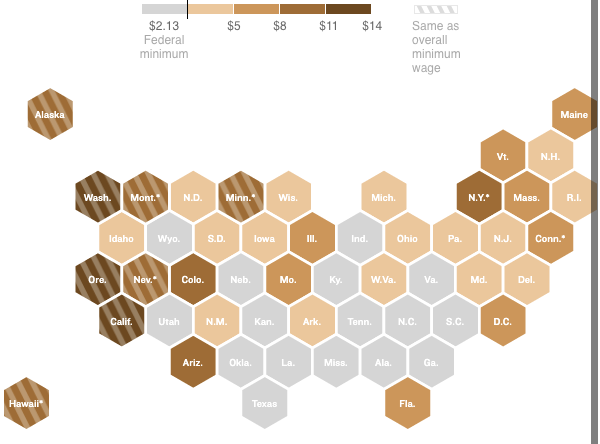 $2.13 $5 $8 $11 $14
Federal
minimum
Same as
overall
minimum
wage
Alaska
Maine
Vt. N.H.
Wash. Mont.* N.D. Minn.* Wis. Mich. N.Y.* Mass. R.I.
Idaho Wyo. S.D. Iowa Ill. Ind. Ohio Pa. N.J. Conn.*
Ore. Nev.* Colo. Neb. Mo. Ky. W.Va. Va. Md. Del.
Calif. Utah N.M. Kan. Ark. Tenn. N.C. S.C. D.C.
Ariz. Okla. La. Miss. Ala. Ga.
Hawaii* Texas Fla.